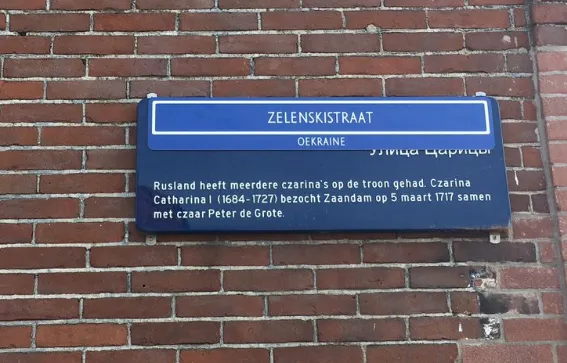 ZELENSKISTRAAT
OEKRAINE
Улица Царицы
Rusland heeft meerdere czarina's op de troon gehad. Czarina
Catharina I (1684-1727) bezocht Zaandam op 5 maart 1717 samen
met czaar Peter de Grote.